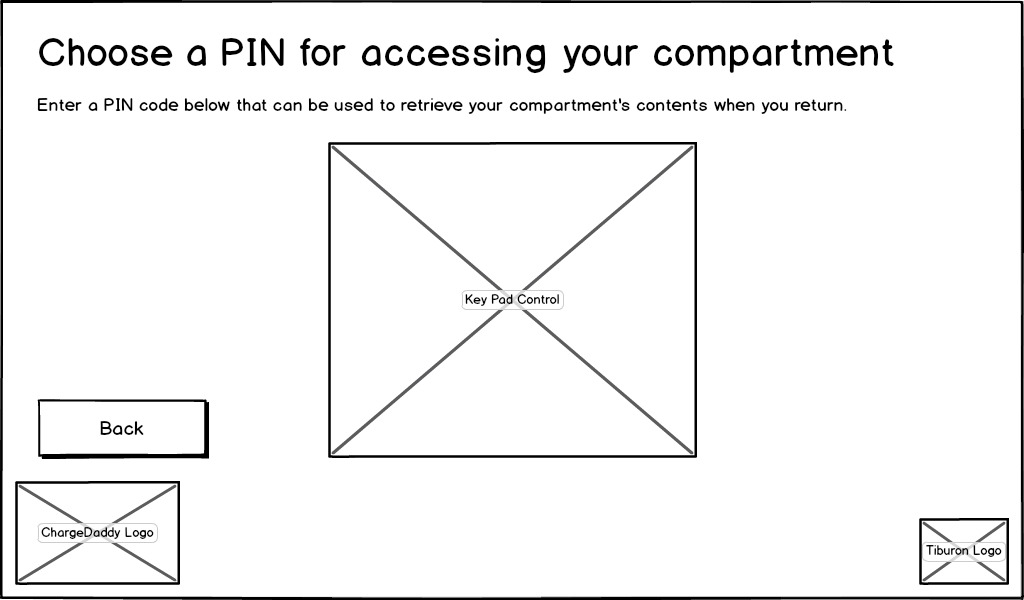 Choose a PIN for accessing your compartment
Enter a PIN code below that can be used to retrieve your compartment's contents when you return.
Key Pad Control
Back
ChargeDaddy Logo
Tiburon Logo